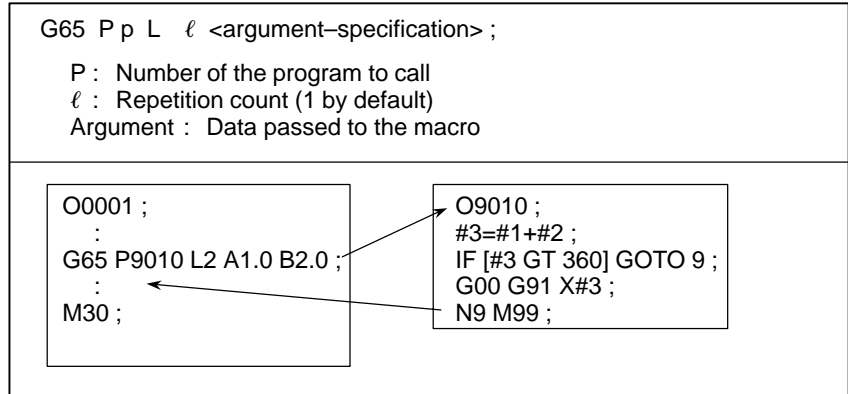 G65 P p L ℓ <argument–specification> ;
P : Number of the program to call
ℓ : Repetition count (1 by default)
Argument : Data passed to the macro
O0001 ;
:
G65 P9010 L2 A1.0 B2.0 ;
:
M30 ;
O9010 ;
#3=#1+#2 ;
IF [#3 GT 360] GOTO 9 ;
G00 G91 X#3 ;
N9 M99 ;